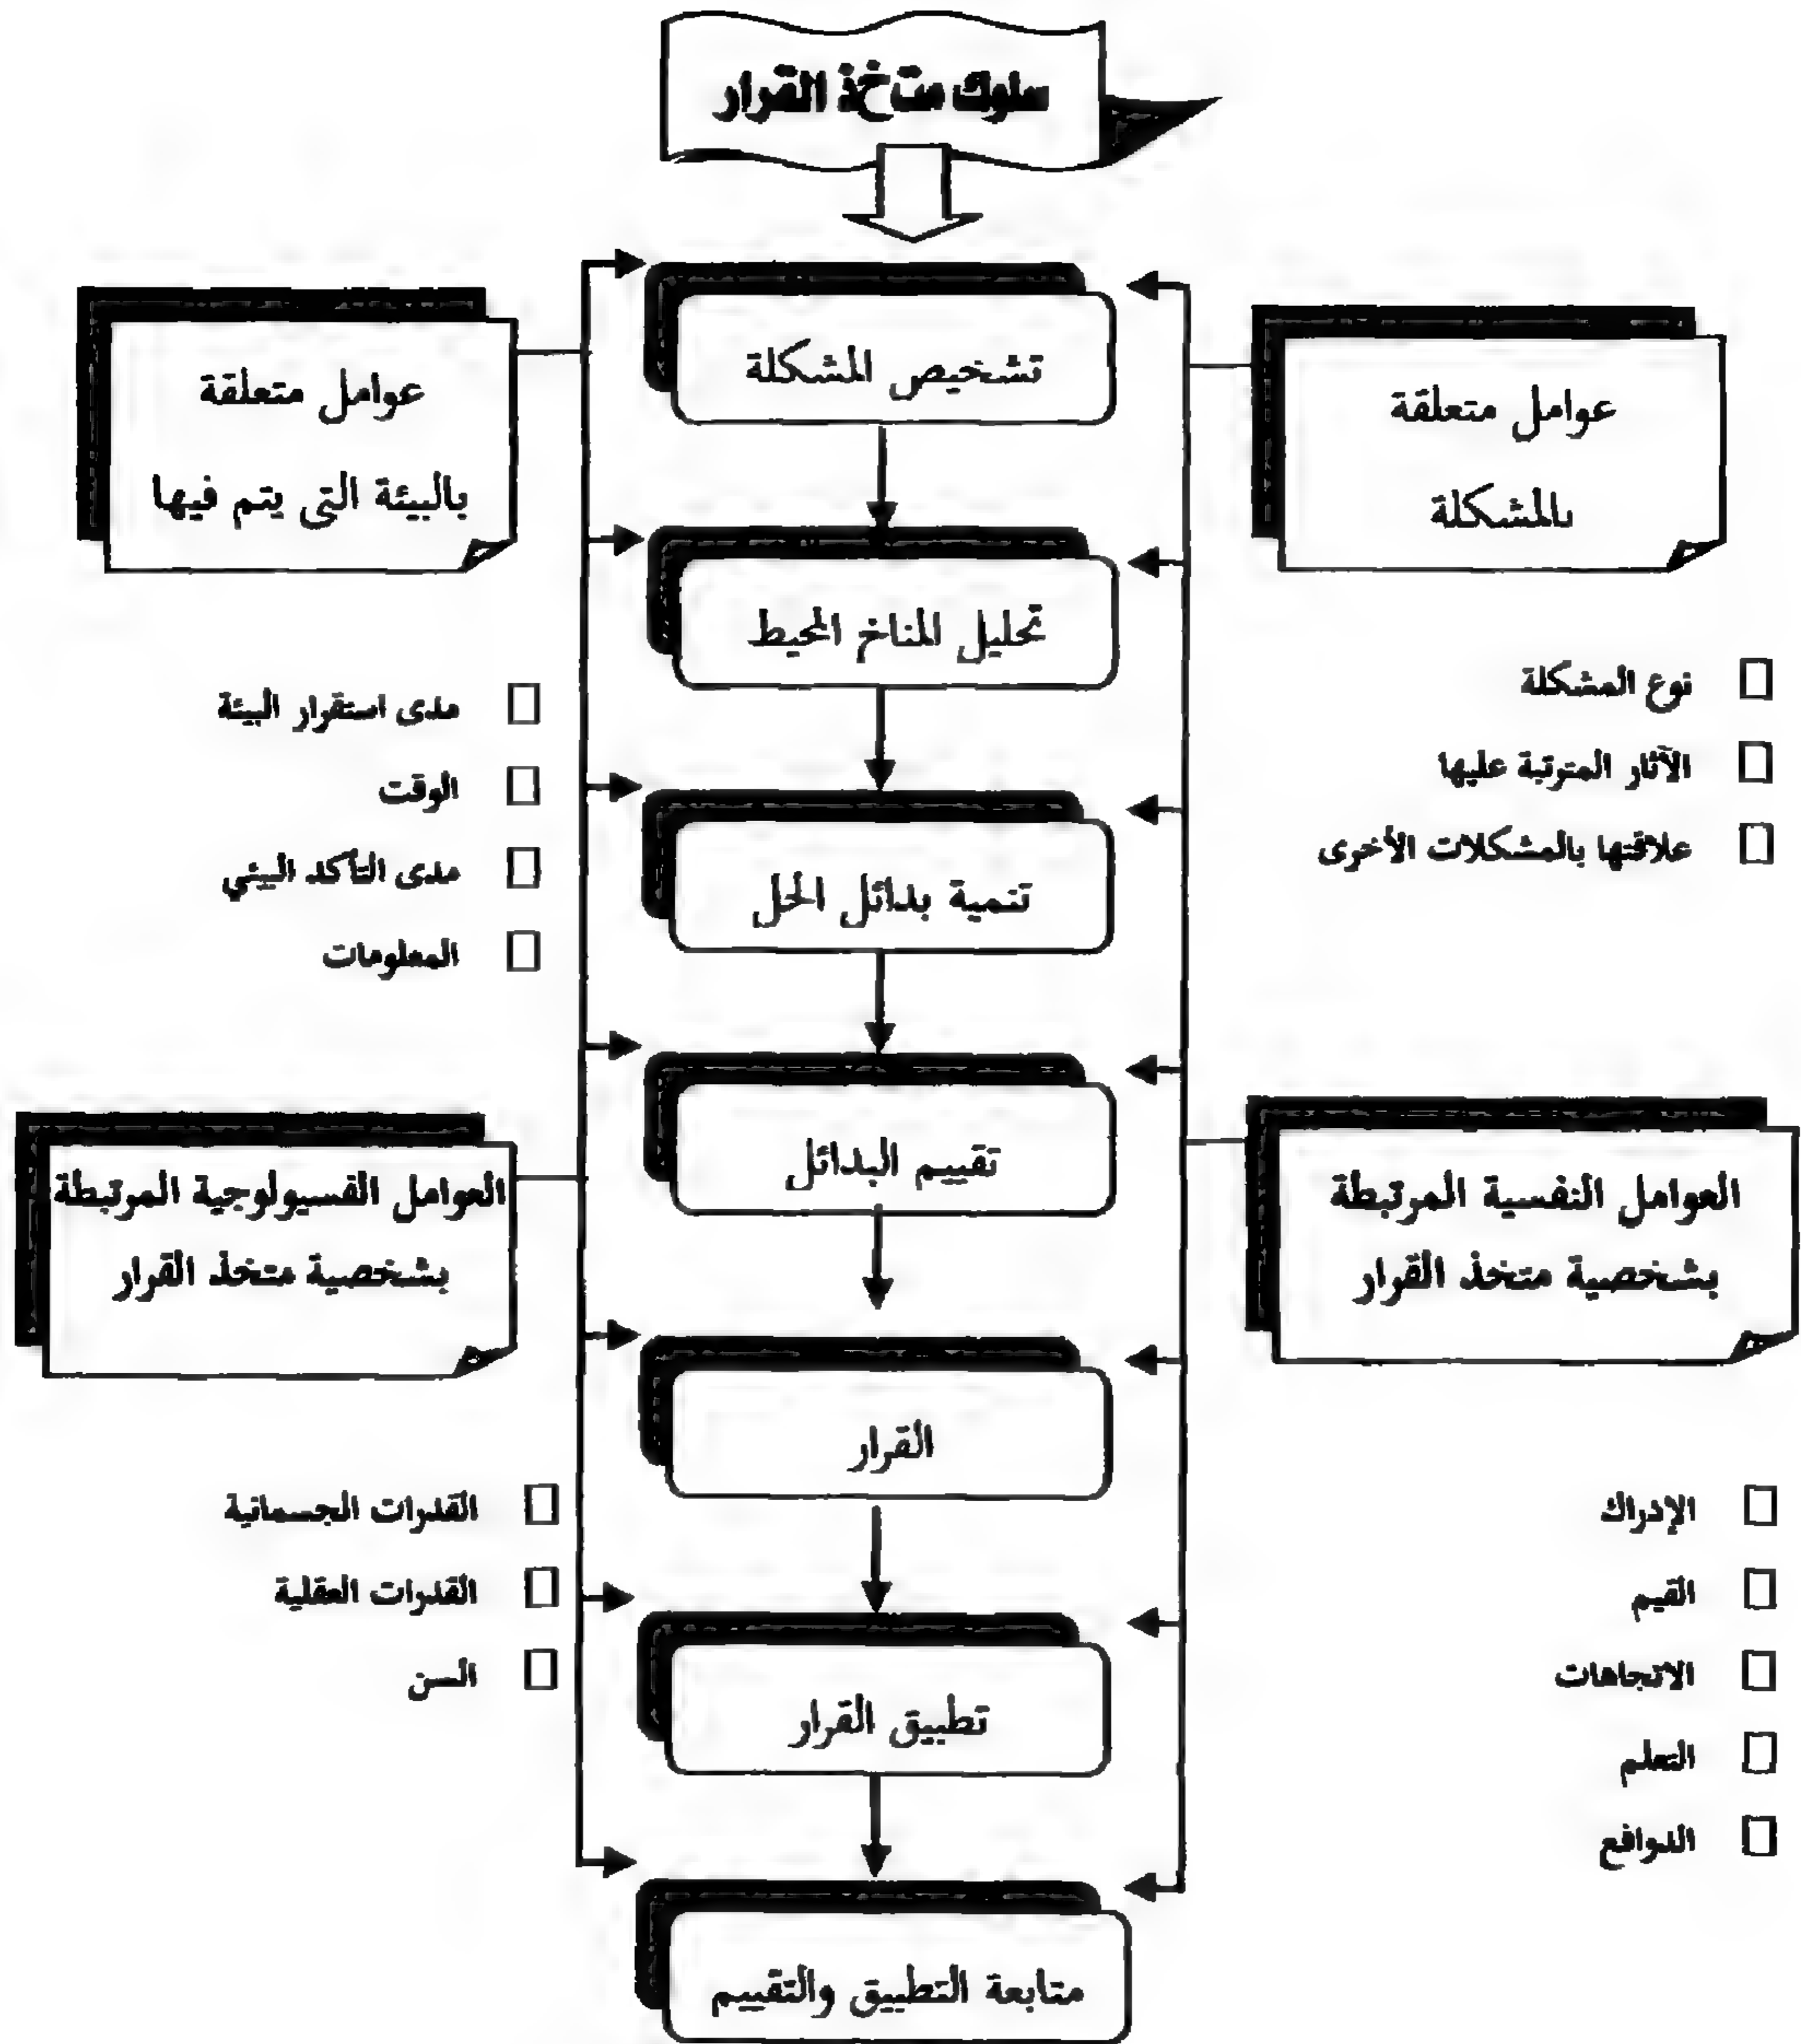 سلوك متخذ القرار
عوامل متعلقة
بالمشكلة
نوع المشكلة
الآثار المترتبة عليها
علاقتها بالمشكلات الأخرى
العوامل النفسية المرتبطة
بشخصية متخذ القرار
الإدراك
القيم
الاتجاهات
التعلم
الدوافع
تشخيص المشكلة
تحليل المناخ المحيط
تنمية بدائل الحل
تقييم البدائل
القرار
تطبيق القرار
متابعة التطبيق والتقييم
عوامل متعلقة
بالبيئة التى يتم فيها
مدى استقرار البيئة
الوقت
مدى التأكد البيئي
المعلومات
العوامل الفسيولوجية المرتبطة
بشخصية متخذ القرار
القدرات الجسمانية
القدرات العقلية
السن